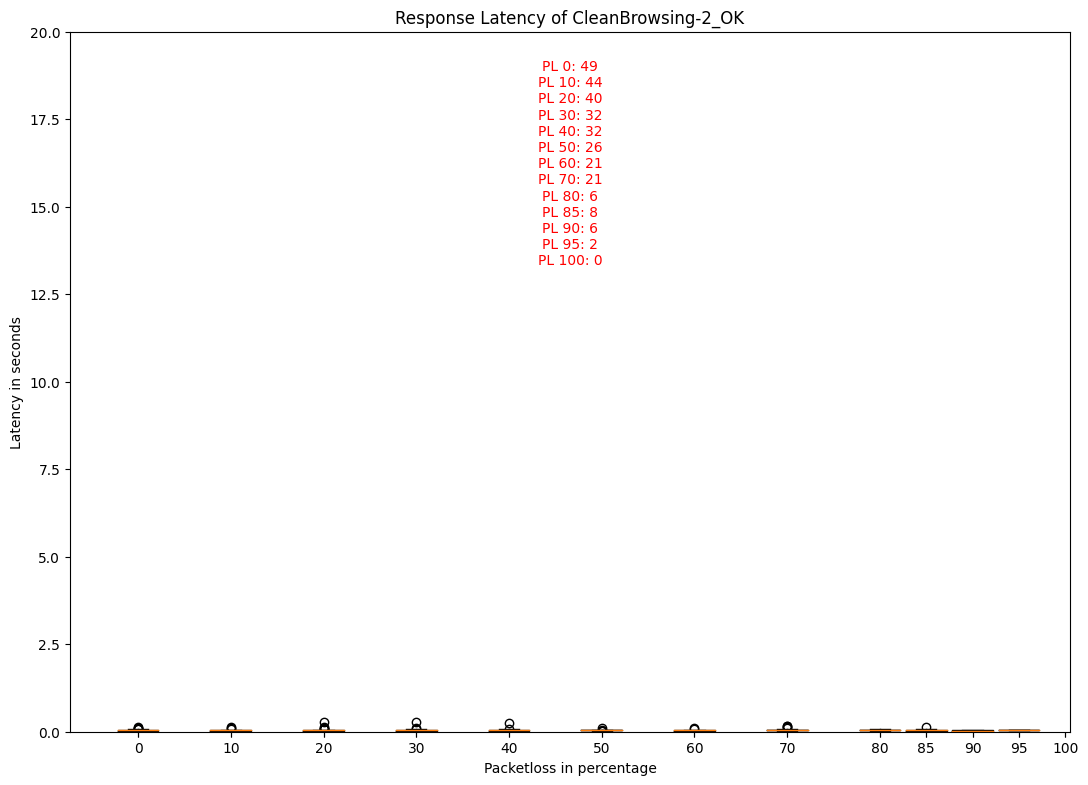 Response Latency of CleanBrowsing-2_OK
20.0
17.5
15.0
12.5
10.0
7.5
5.0
2.5
0.0
Latency in seconds
PL 0: 49
PL 10: 44
PL 20: 40
PL 30: 32
PL 40: 32
PL 50: 26
PL 60: 21
PL 70: 21
PL 80: 6
PL 85: 8
PL 90: 6
PL 95: 2
PL 100: 0
0 10 20 30 40 50 60 70 80 85 90 95 100
Packetloss in percentage